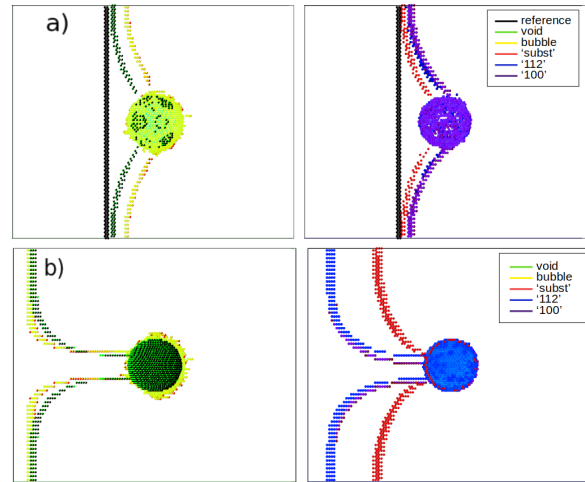 a)
reference
void
bubble
‘subst’
‘112’
‘100’
b)
void
bubble
‘subst’
‘112’
‘100’